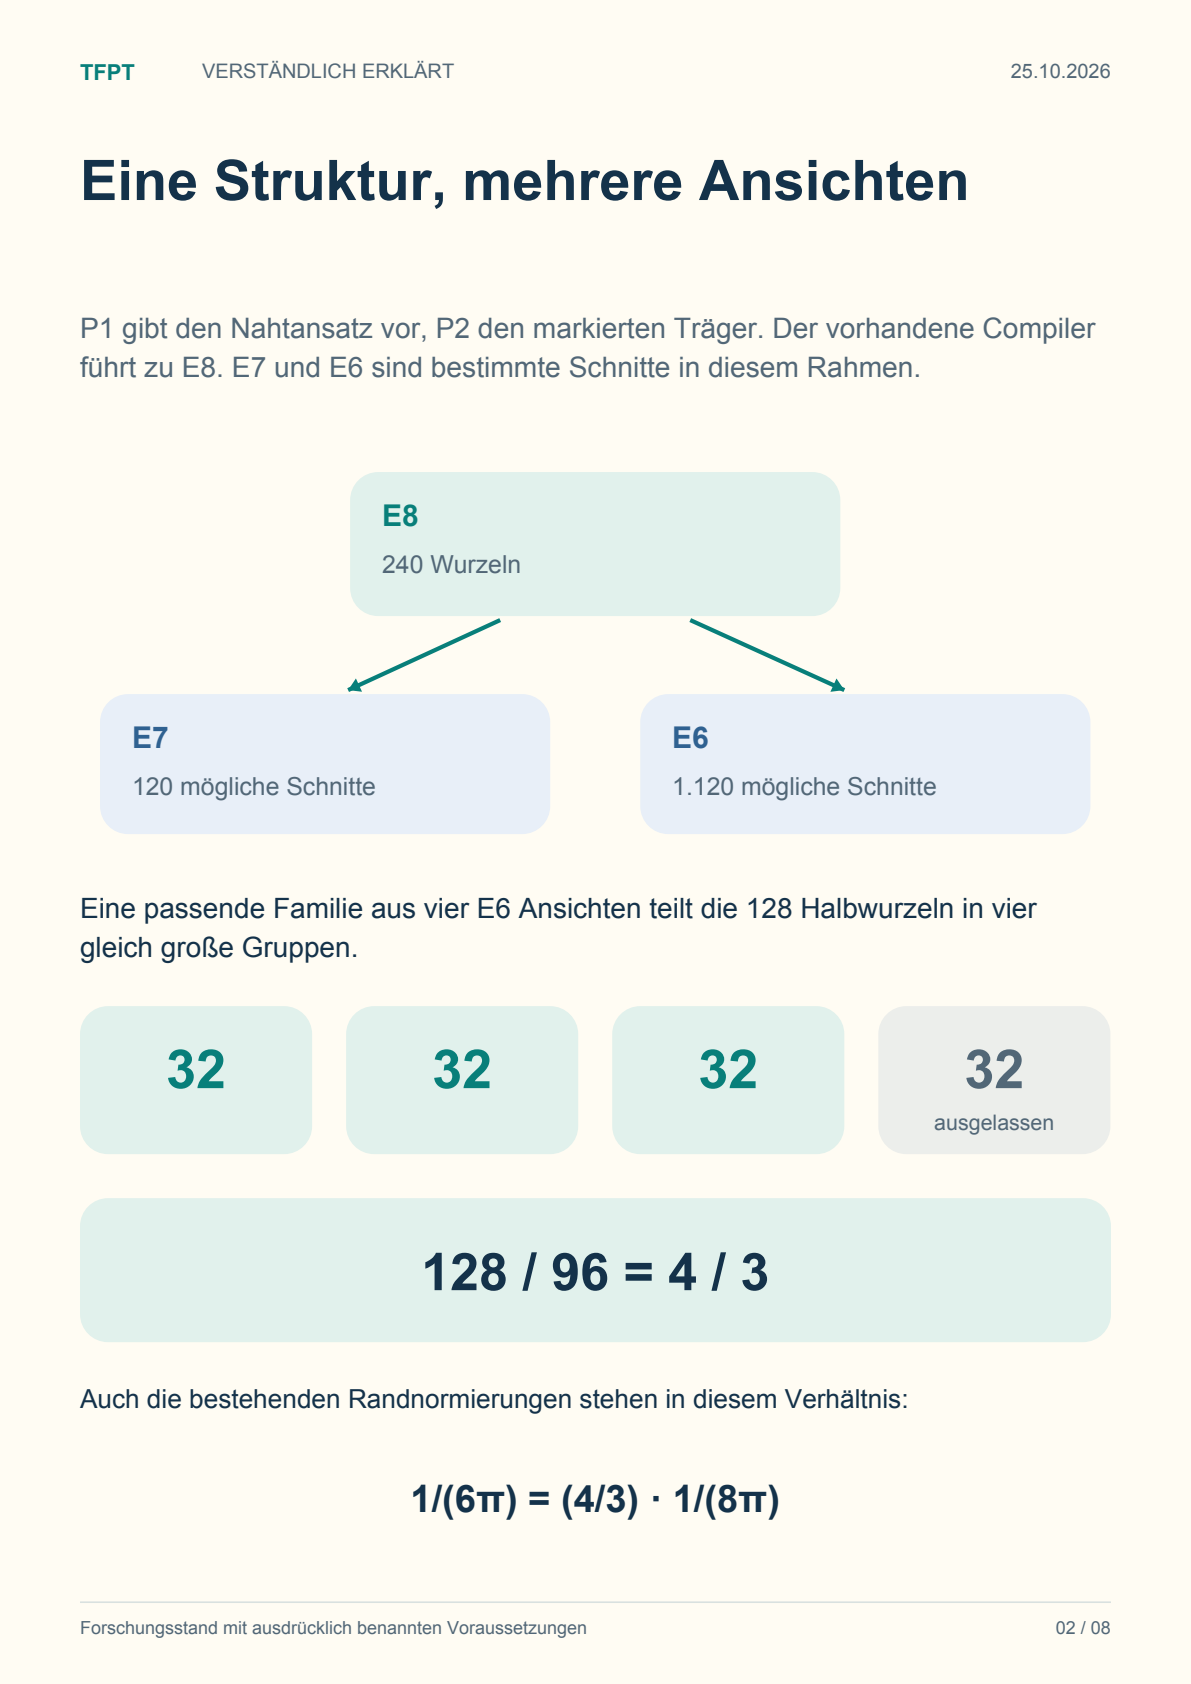 TFPT VERSTÄNDLICH ERKLÄRT 25.10.2026
Eine Struktur, mehrere Ansichten
P1 gibt den Nahtansatz vor, P2 den markierten Träger. Der vorhandene Compiler
führt zu E8. E7 und E6 sind bestimmte Schnitte in diesem Rahmen.
E8
240 Wurzeln
E7
120 mögliche Schnitte
E6
1.120 mögliche Schnitte
Eine passende Familie aus vier E6 Ansichten teilt die 128 Halbwurzeln in vier
gleich große Gruppen.
32
32
32
32
ausgelassen
128 / 96 = 4 / 3
Auch die bestehenden Randnormierungen stehen in diesem Verhältnis:
1/(6π) = (4/3) · 1/(8π)
Forschungsstand mit ausdrücklich benannten Voraussetzungen 02 / 08